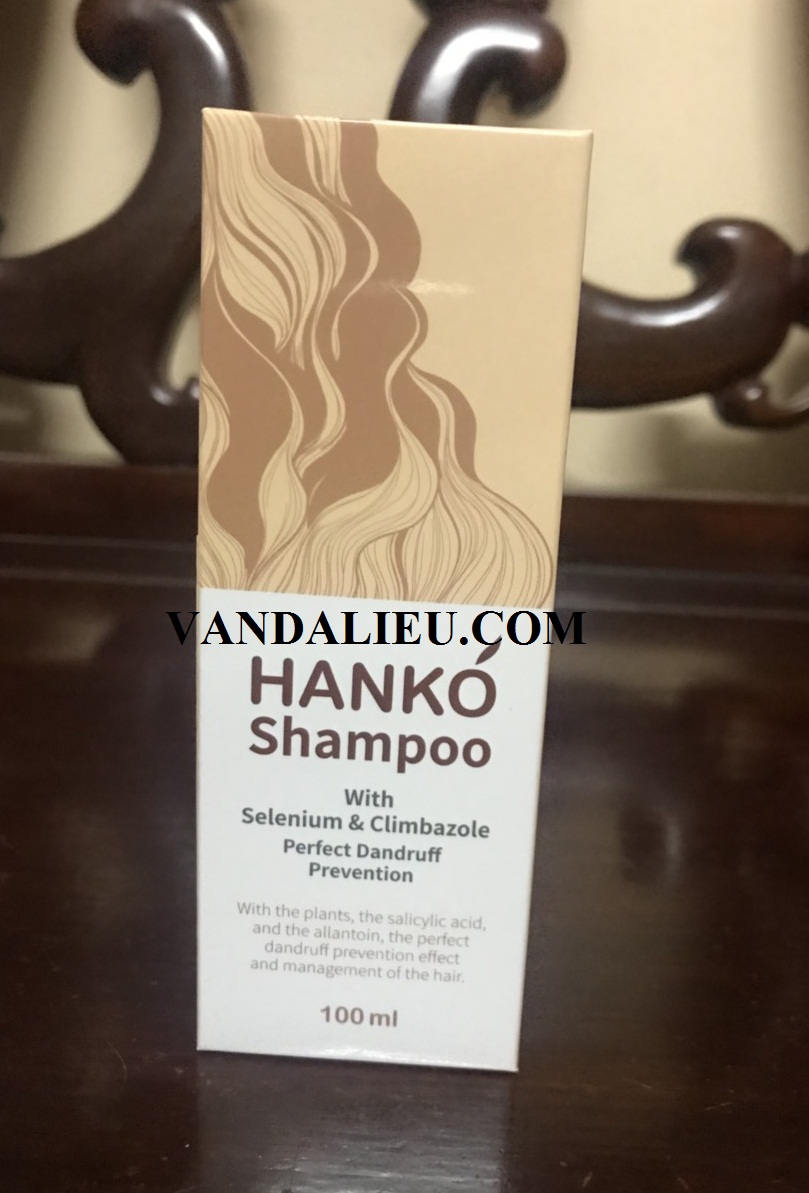 VANDALIEU.COM
HANKÓ
Shampoo
With
Selenium & Climbazole
Perfect Dandruff
Prevention
With the plants, the salicylic acid,
and the allantoin, the perfect
dandruff prevention effect
and management of the hair.
100 ml